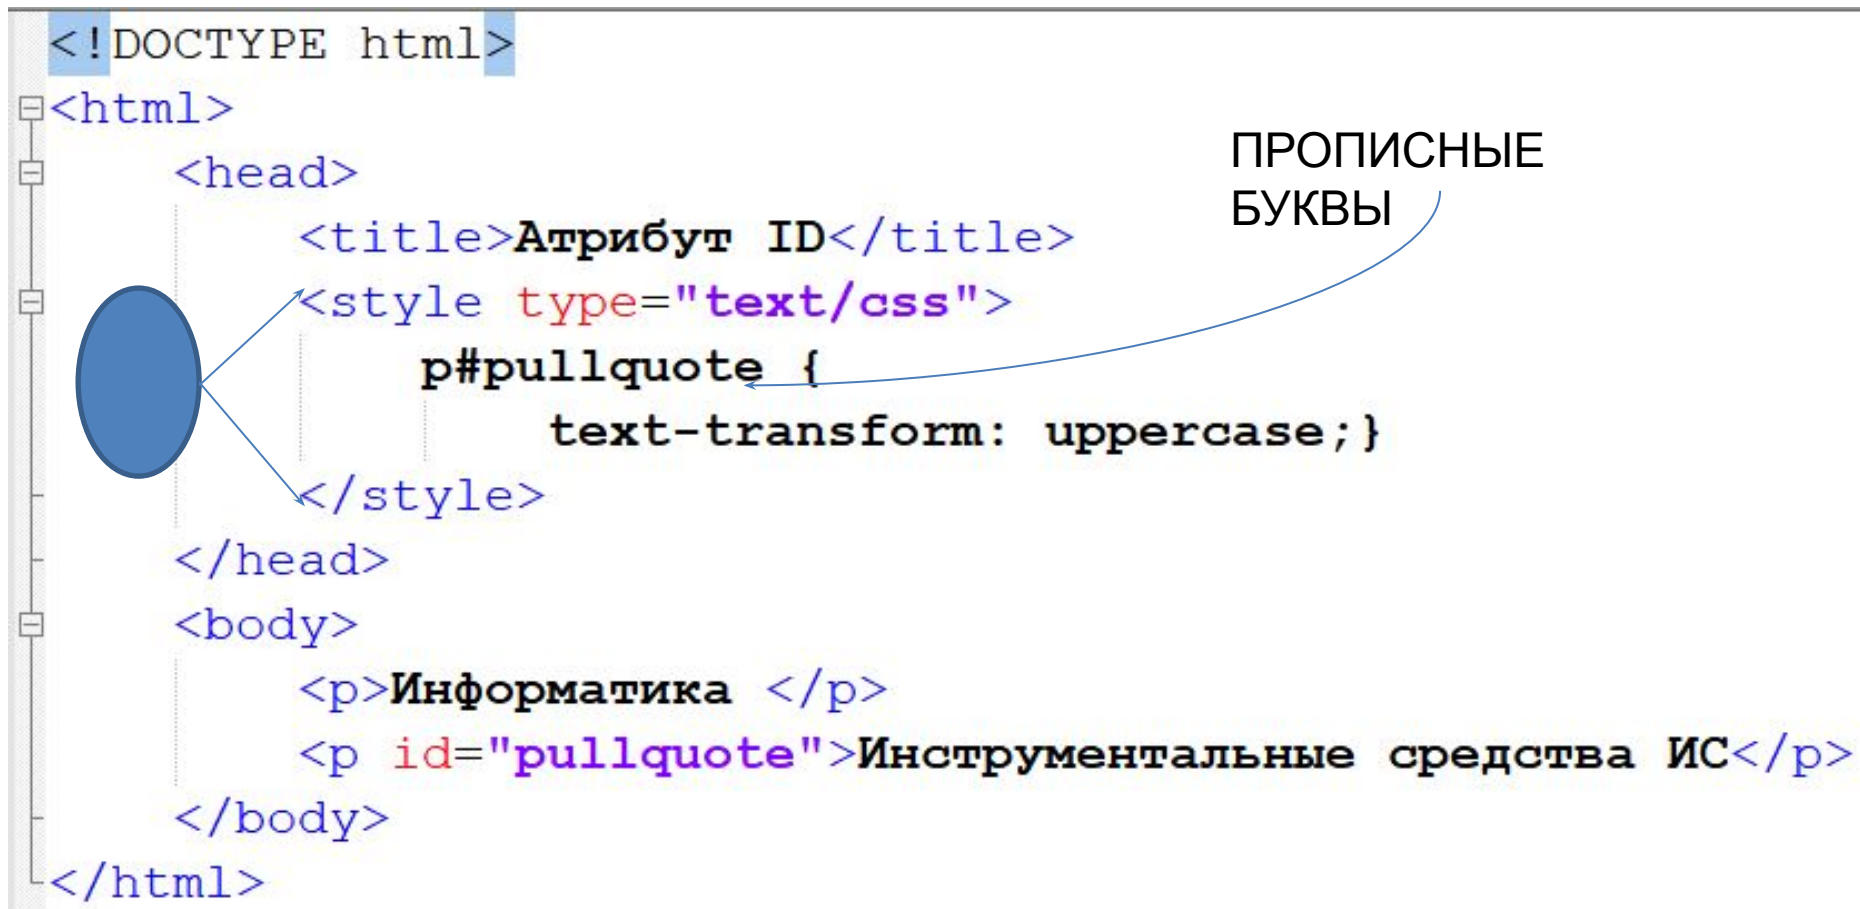 <!DOCTYPE html>
<html>
<head>
ПРОПИСНЫЕ
БУКВЫ
<title>Атрибут ID</title>
<style type="text/css">
p#pullquote {
text-transform: uppercase;}
</style>
</head>
<body>
<p>Информатика </p>
<p id="pullquote">Инструментальные средства ИС</p>
</body>
</html>